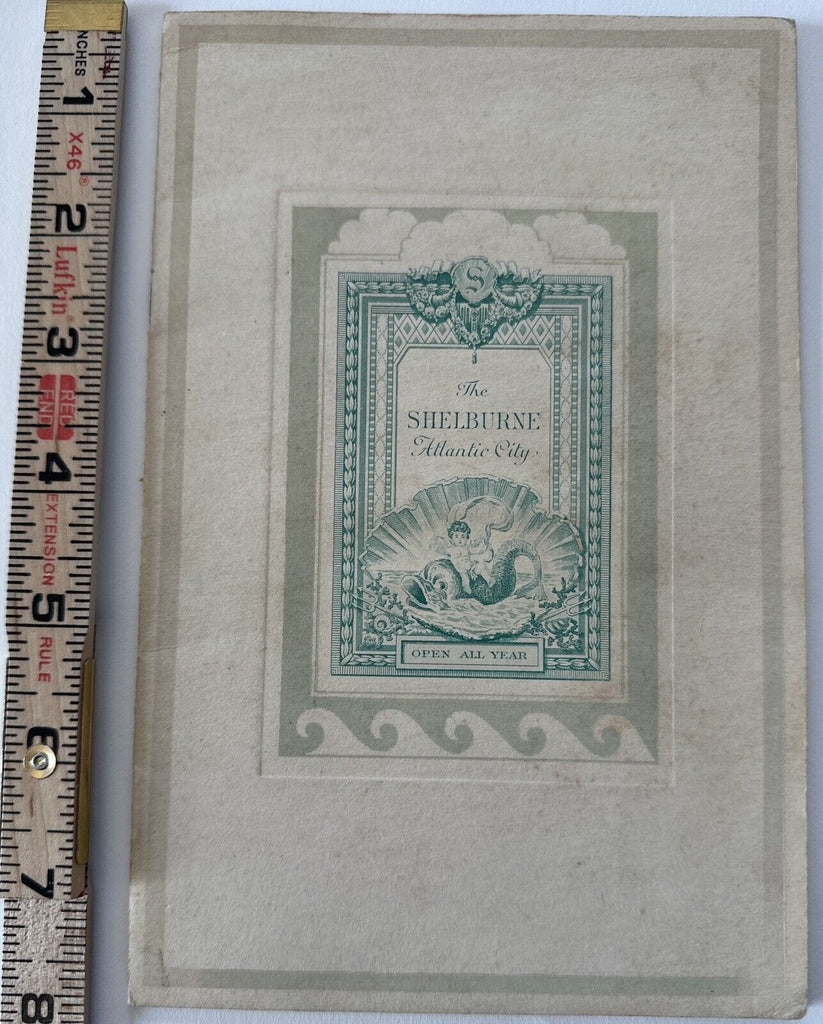 INCHES
1
X46®
2
Lufkin®
3
RED
END
4
EXTENSION
5
RULE
6
7
8
S
The
SHELBURNE
Atlantic City
OPEN ALL YEAR